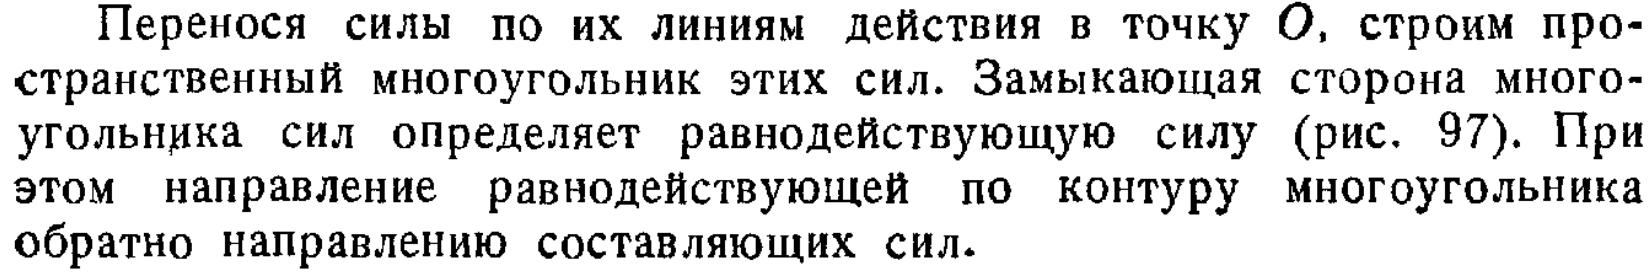 Перенося силы по их линиям действия в точку O, строим про-
странственный многоугольник этих сил. Замыкающая сторона много-
угольника сил определяет равнодействующую силу (рис. 97). При
этом направление равнодействующей по контуру многоугольника
обратно направлению составляющих сил.